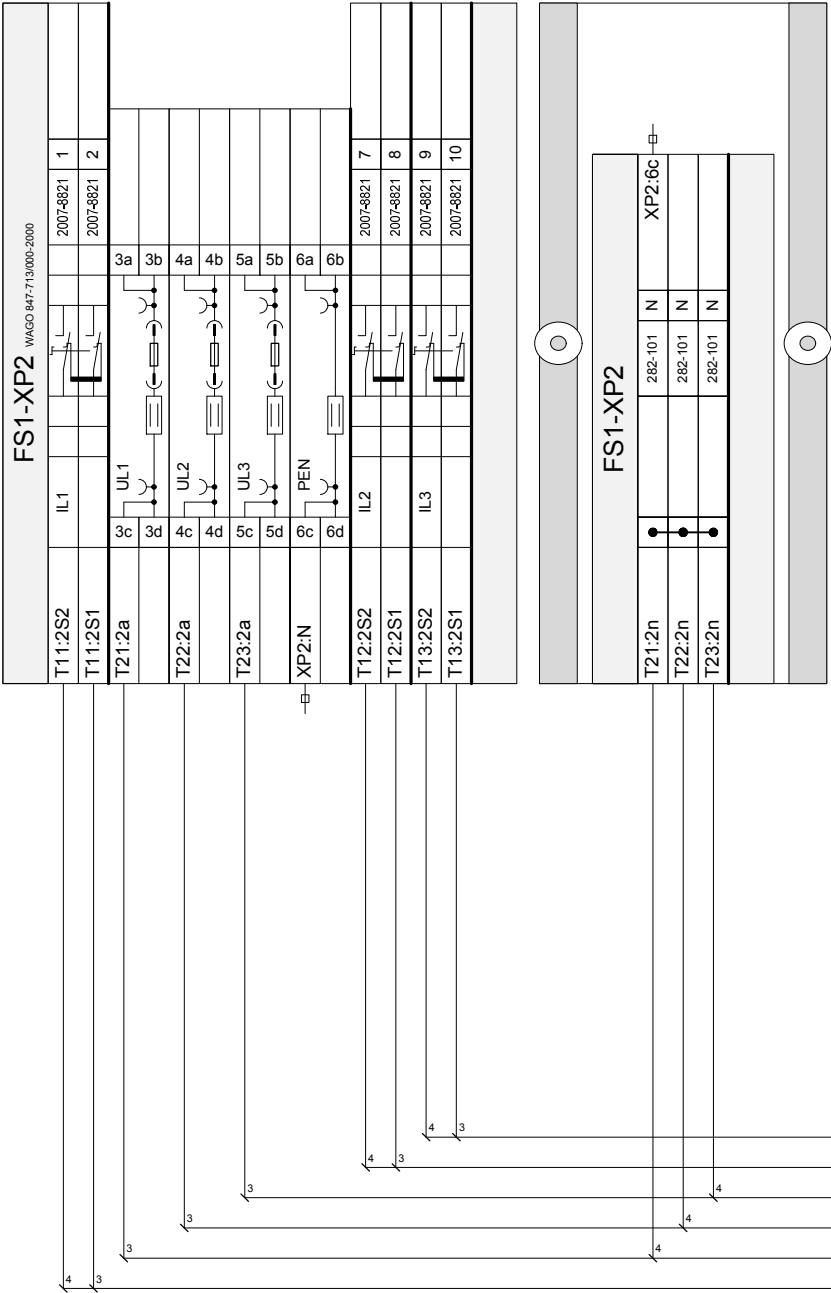 FS1-XP2 WAGO 847-713/000-2000
T11:2S2 IL1 2007-8821 1
T11:2S1 2007-8821 2
T21:2a 3c UL1 3a
3d 3b
T22:2a 4c UL2 4a
4d 4b
T23:2a 5c UL3 5a
5d 5b
XP2:N 6c PEN 6a
6d 6b
T12:2S2 IL2 2007-8821 7
T12:2S1 2007-8821 8
T13:2S2 IL3 2007-8821 9
T13:2S1 2007-8821 10
FS1-XP2
T21:2n 282-101 N XP2:6c
T22:2n 282-101 N
T23:2n 282-101 N
4 3
4 3
3 4
3 4
3 4
4 3